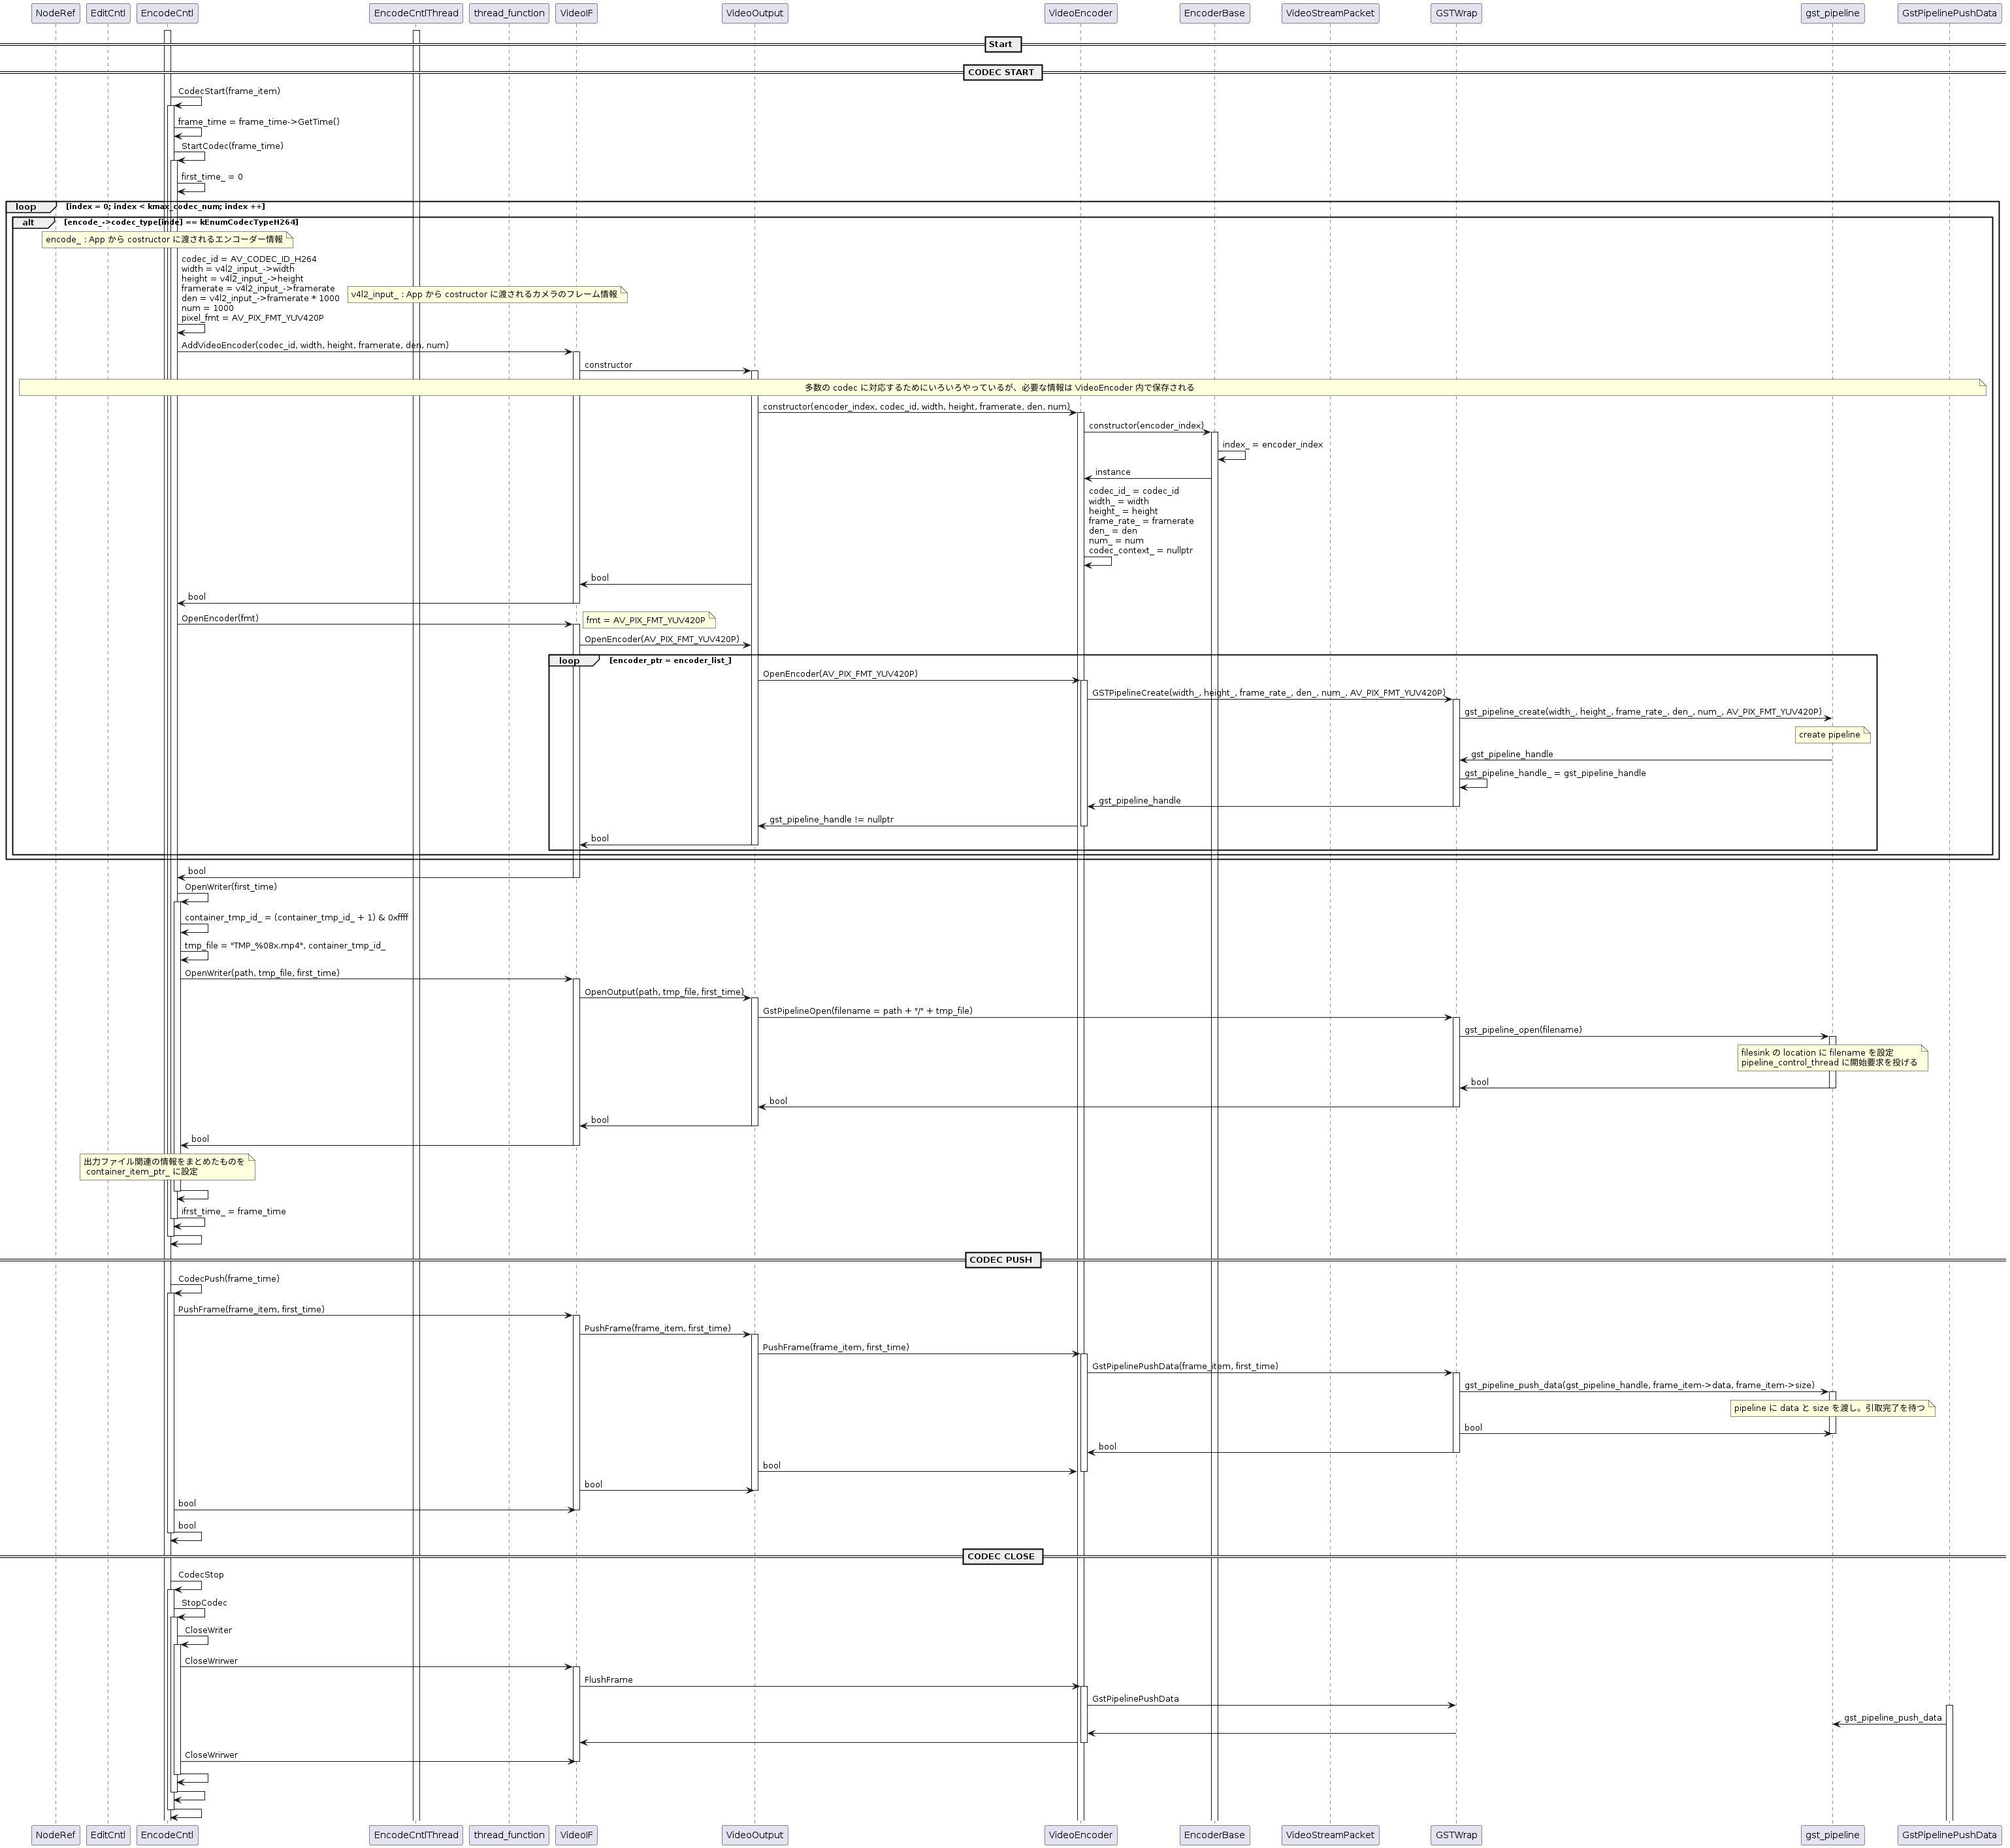 NodeRef
EditCntl
EncodeCntl
EncodeCntlThread
thread_function
VideoIF
VideoOutput
VideoEncoder
EncoderBase
VideoStreamPacket
GSTWrap
gst_pipeline
GstPipelinePushData
Start
CODEC START
CodecStart(frame_item)
frame_time = frame_time->GetTime()
StartCodec(frame_time)
first_time_ = 0
loop [index = 0; index < kmax_codec_num; index ++]
alt [encode_->codec_type[inde] == kEnumCodecTypeH264]
encode_ : App から costructor に渡されるエンコーダー情報
codec_id = AV_CODEC_ID_H264
width = v4l2_input_->width
height = v4l2_input_->height
framerate = v4l2_input_->framerate
den = v4l2_input_->framerate * 1000
num = 1000
pixel_fmt = AV_PIX_FMT_YUV420P
v4l2_input_ : App から costructor に渡されるカメラのフレーム情報
AddVideoEncoder(codec_id, width, height, framerate, den, num)
constructor
多数の codec に対応するためにいろいろやっているが、必要な情報は VideoEncoder 内で保存される
constructor(encoder_index, codec_id, width, height, framerate, den, num)
constructor(encoder_index)
index_ = encoder_index
instance
codec_id_ = codec_id
width_ = width
height_ = height
frame_rate_ = framerate
den_ = den
num_ = num
codec_context_ = nullptr
bool
bool
OpenEncoder(fmt)
fmt = AV_PIX_FMT_YUV420P
OpenEncoder(AV_PIX_FMT_YUV420P)
loop [encoder_ptr = encoder_list_]
OpenEncoder(AV_PIX_FMT_YUV420P)
GSTPipelineCreate(width_, height_, frame_rate_, den_, num_, AV_PIX_FMT_YUV420P)
gst_pipeline_create(width_, height_, frame_rate_, den_, num_, AV_PIX_FMT_YUV420P)
create pipeline
gst_pipeline_handle
gst_pipeline_handle_ = gst_pipeline_handle
gst_pipeline_handle
gst_pipeline_handle != nullptr
bool
bool
OpenWriter(first_time)
container_tmp_id_ = (container_tmp_id_ + 1) & 0xffff
tmp_file = "TMP_%08x.mp4", container_tmp_id_
OpenWriter(path, tmp_file, first_time)
OpenOutput(path, tmp_file, first_time)
GstPipelineOpen(filename = path + "/" + tmp_file)
gst_pipeline_open(filename)
filesink の location に filename を設定
pipeline_control_thread に開始要求を投げる
bool
bool
bool
bool
出力ファイル関連の情報をまとめたものを
container_item_ptr_ に設定
ifrst_time_ = frame_time
CODEC PUSH
CodecPush(frame_time)
PushFrame(frame_item, first_time)
PushFrame(frame_item, first_time)
PushFrame(frame_item, first_time)
GstPipelinePushData(frame_item, first_time)
gst_pipeline_push_data(gst_pipeline_handle, frame_item->data, frame_item->size)
pipeline に data と size を渡し。引取完了を待つ
bool
bool
bool
bool
bool
bool
CODEC CLOSE
CodecStop
StopCodec
CloseWriter
CloseWrirwer
FlushFrame
GstPipelinePushData
gst_pipeline_push_data
CloseWrirwer
NodeRef
EditCntl
EncodeCntl
EncodeCntlThread
thread_function
VideoIF
VideoOutput
VideoEncoder
EncoderBase
VideoStreamPacket
GSTWrap
gst_pipeline
GstPipelinePushData